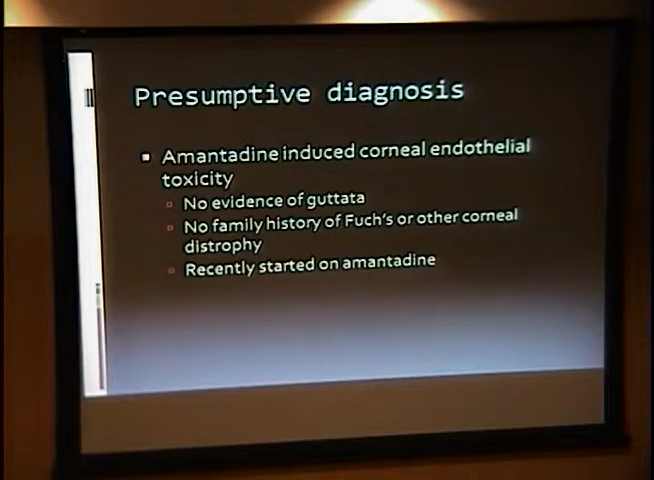 Presumptive diagnosis
Amantadine induced corneal endothelial
toxicity
No evidence of guttata
No family history of Fuch's or other corneal
distrophy
Recently started on amantadine